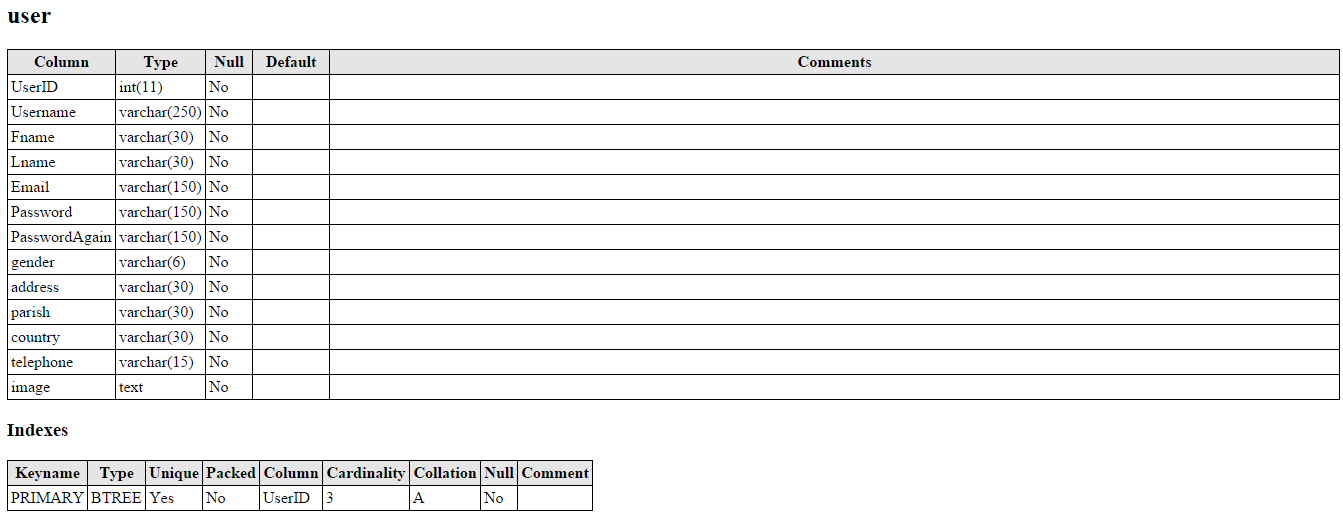 user
Column Type Null Default Comments
UserID int(11) No
Username varchar(250) No
Fname varchar(30) No
Lname varchar(30) No
Email varchar(150) No
Password varchar(150) No
PasswordAgain varchar(150) No
gender varchar(6) No
address varchar(30) No
parish varchar(30) No
country varchar(30) No
telephone varchar(15) No
image text No
Indexes
Keyname Type Unique Packed Column Cardinality Collation Null Comment
PRIMARY BTREE Yes No UserID 3 A No